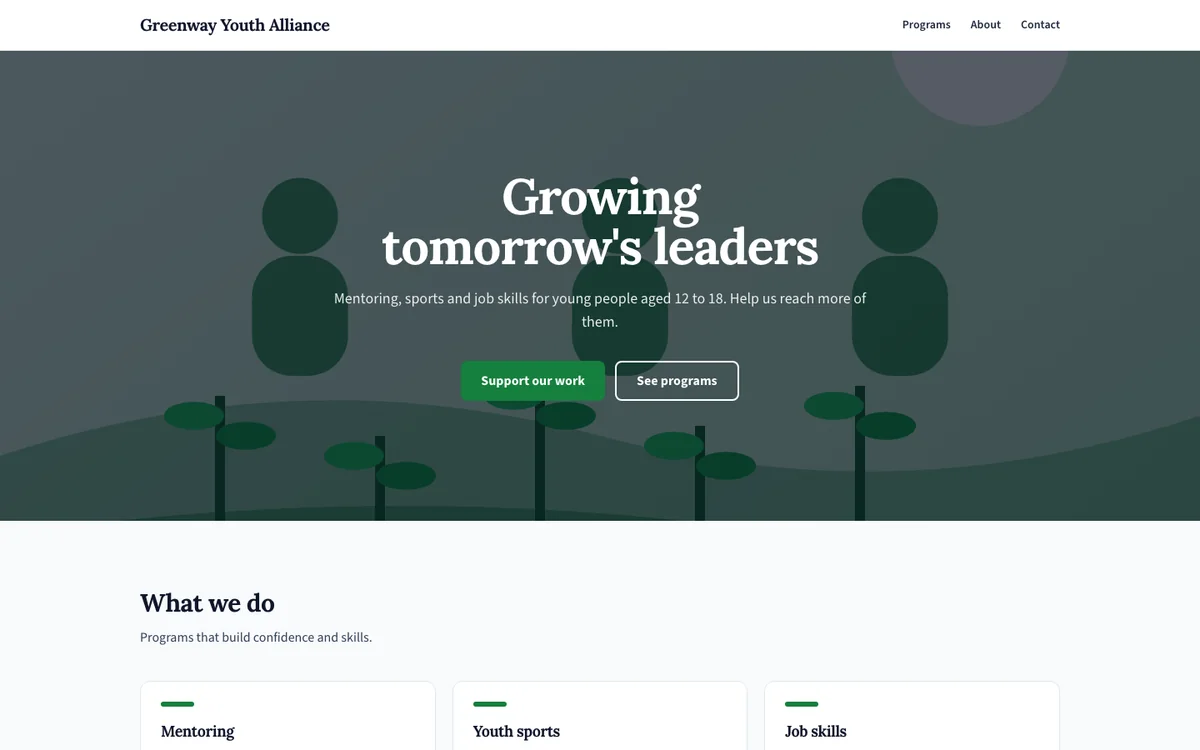 Greenway Youth Alliance
Programs
About
Contact
Growing
tomorrow's leaders
Mentoring, sports and job skills for young people aged 12 to 18. Help us reach more of
them.
Support our work
See programs
What we do
Programs that build confidence and skills.
Mentoring
Youth sports
Job skills